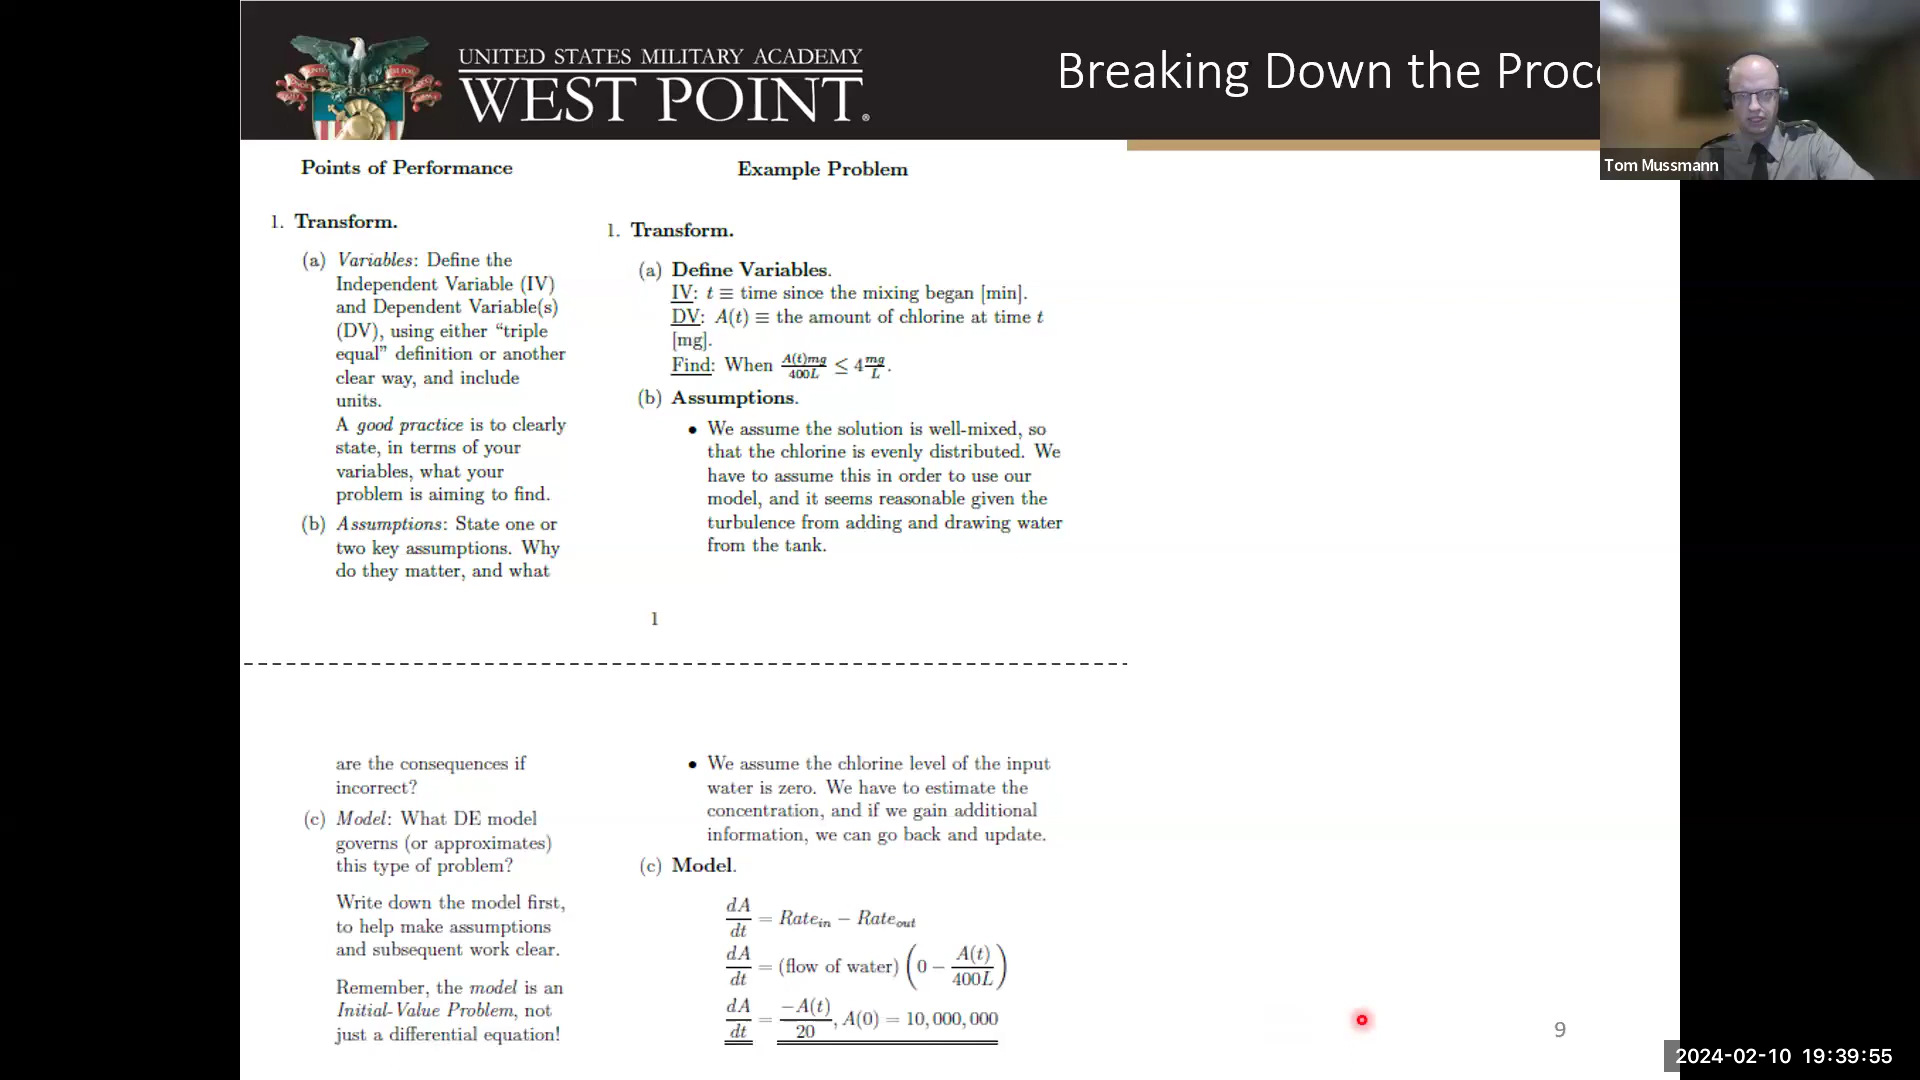 UNITED STATES MILITARY ACADEMY
WEST POINT.®
Breaking Down the Proc
Tom Mussmann
Points of Performance
1. Transform.
(a) Variables: Define the
Independent Variable (IV)
and Dependent Variable(s)
(DV), using either “triple
equal” definition or another
clear way, and include
units.
A good practice is to clearly
state, in terms of your
variables, what your
problem is aiming to find.
(b) Assumptions: State one or
two key assumptions. Why
do they matter, and what
Example Problem
1. Transform.
(a) Define Variables.
IV: t ≡ time since the mixing began [min].
DV: A(t) ≡ the amount of chlorine at time t
[mg].
Find: When A(t)mg/400L ≤ 4 mg/L.
(b) Assumptions.
• We assume the solution is well-mixed, so
that the chlorine is evenly distributed. We
have to assume this in order to use our
model, and it seems reasonable given the
turbulence from adding and drawing water
from the tank.
1
are the consequences if
incorrect?
(c) Model: What DE model
governs (or approximates)
this type of problem?
Write down the model first,
to help make assumptions
and subsequent work clear.
Remember, the model is an
Initial-Value Problem, not
just a differential equation!
• We assume the chlorine level of the input
water is zero. We have to estimate the
concentration, and if we gain additional
information, we can go back and update.
(c) Model.
dA/dt = Rate_in − Rate_out
dA/dt = (flow of water) (0 − A(t)/400L)
dA/dt = −A(t)/20, A(0) = 10,000,000
9
2024-02-10 19:39:55